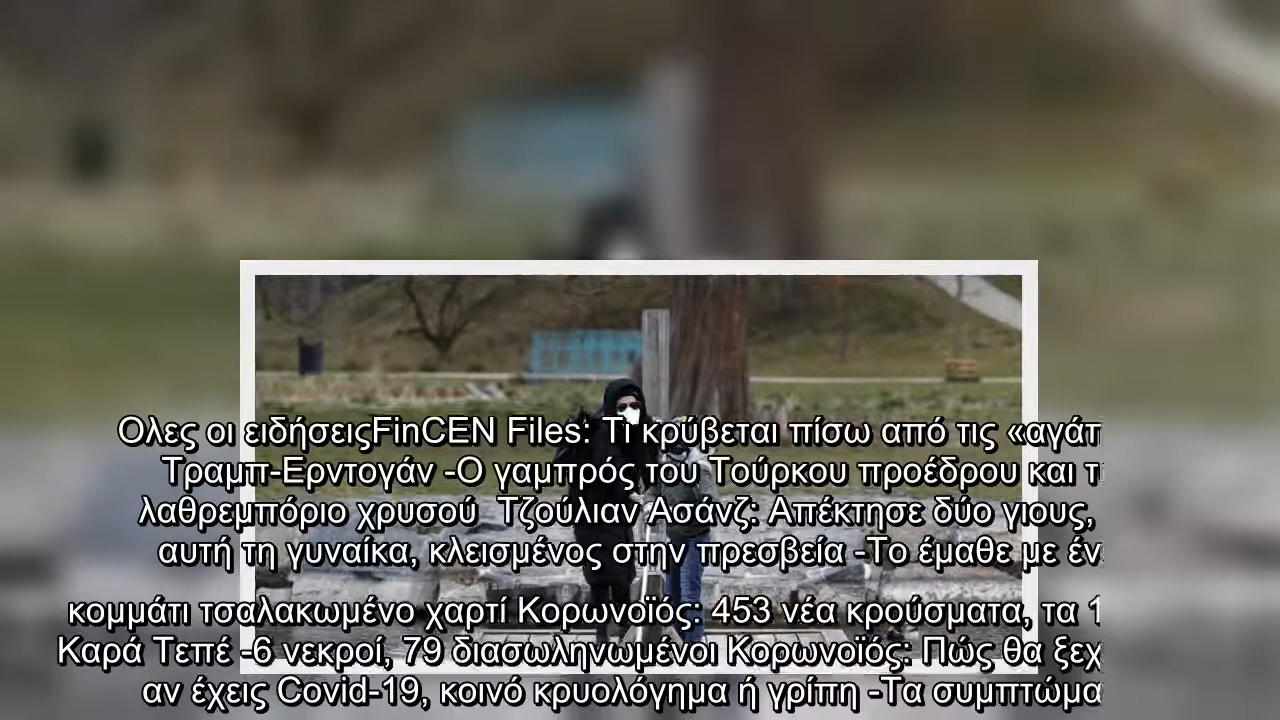 Ολες οι ειδήσειςFinCEN Files: Τι κρύβεται πίσω από τις «αγάπ
Τραμπ-Ερντογάν -Ο γαμπρός του Τούρκου προέδρου και τ
λαθρεμπόριο χρυσού Τζούλιαν Ασάνζ: Απέκτησε δύο γιους,
αυτή τη γυναίκα, κλεισμένος στην πρεσβεία -Το έμαθε με έν
κομμάτι τσαλακωμένο χαρτί Κορωνοϊός: 453 νέα κρούσματα, τα 1
Καρά Τεπέ -6 νεκροί, 79 διασωληνωμένοι Κορωνοϊός: Πώς θα ξεχ
αν έχεις Covid-19, κοινό κρυολόγημα ή γρίπη -Τα συμπτώμα